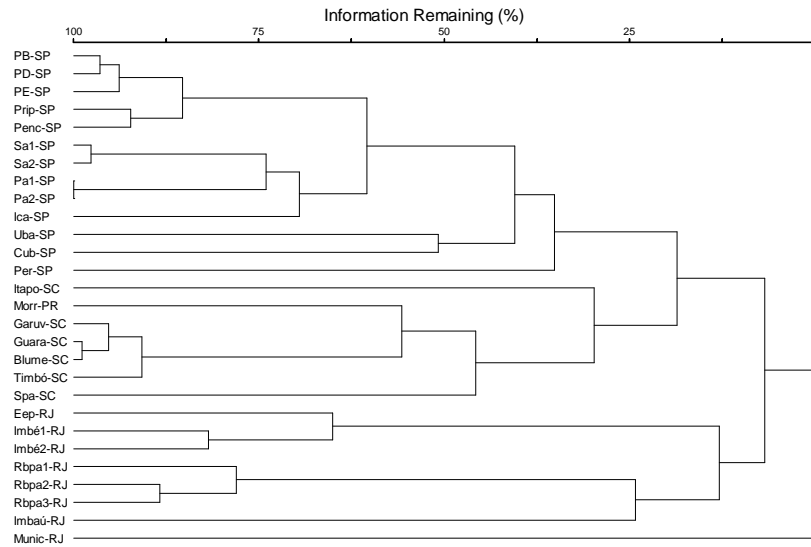 Information Remaining (%)
100 75 50 25
PB-SP
PD-SP
PE-SP
Prip-SP
Penc-SP
Sa1-SP
Sa2-SP
Pa1-SP
Pa2-SP
Ica-SP
Uba-SP
Cub-SP
Per-SP
Itapo-SC
Morr-PR
Garuv-SC
Guara-SC
Blume-SC
Timbó-SC
Spa-SC
Eep-RJ
Imbé1-RJ
Imbé2-RJ
Rbpa1-RJ
Rbpa2-RJ
Rbpa3-RJ
Imbaú-RJ
Munic-RJ